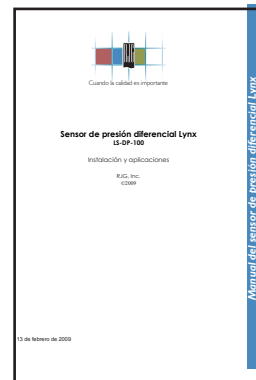 Cuando la calidad es importante
Sensor de presión diferencial Lynx
LS-DP-100
Instalación y aplicaciones
RJG, Inc.
©2009
13 de febrero de 2009
Manual del sensor de presión diferencial Lynx